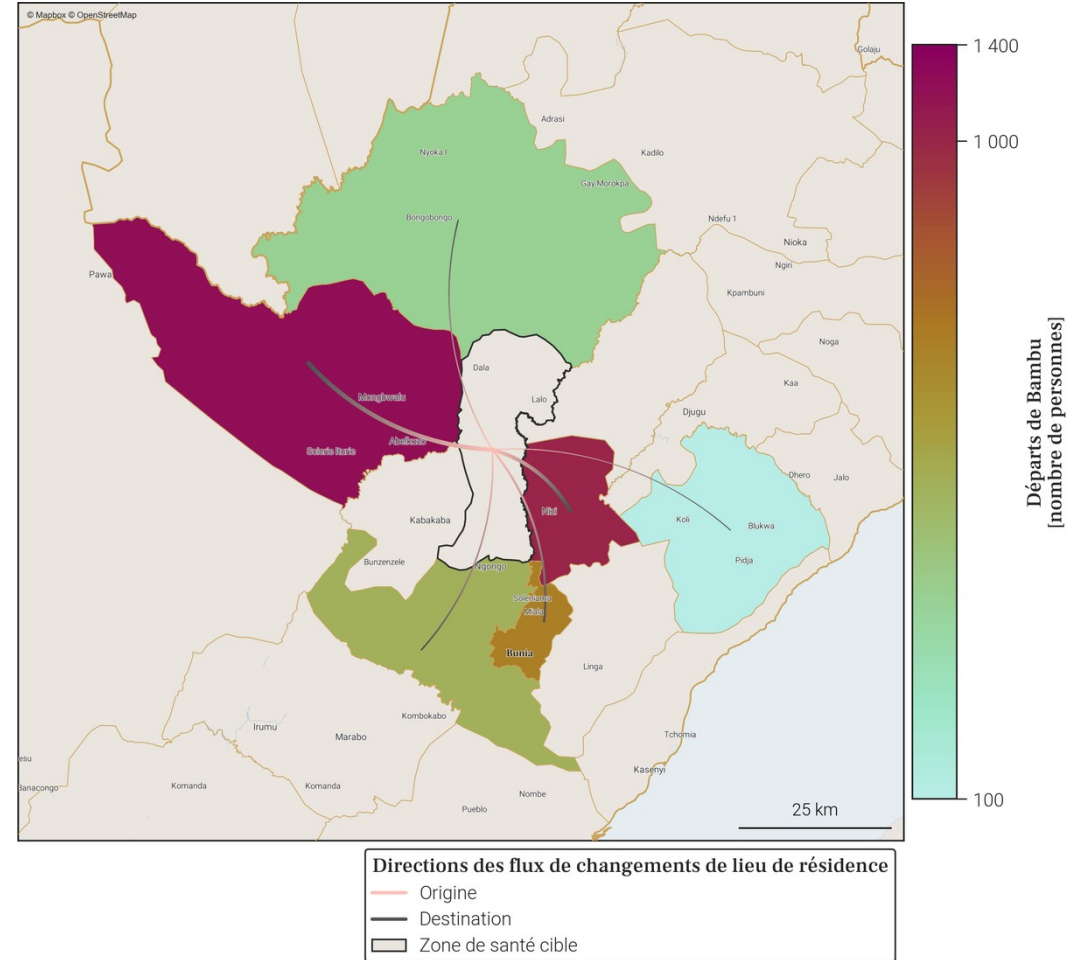 © Mapbox © OpenStreetMap
Golaju
Adrasi
Nyoka I
Kadilo
Gay Morokpa
Bongobongo
Ndefu 1
Nioka
Ngiri
Pawa
Kpambuni
Noga
Dala
Kaa
Mongbwalu
Lalo
Djugu
Abelkozo
Scierie Iturie
Dhero
Jalo
Nizi
Kabakaba
Koli
Blukwa
Bunzenzele
Ngongo
Pidja
Soleniama
Miala
Bunia
Linga
Kombokabo
Irumu
Marabo
Tchomia
esu
Kasenyi
Banacongo
Komanda
Komanda
Nombe
Pueblo
25 km
1 400
1 000
100
Départs de Bambu
[nombre de personnes]
Directions des flux de changements de lieu de résidence
Origine
Destination
Zone de santé cible